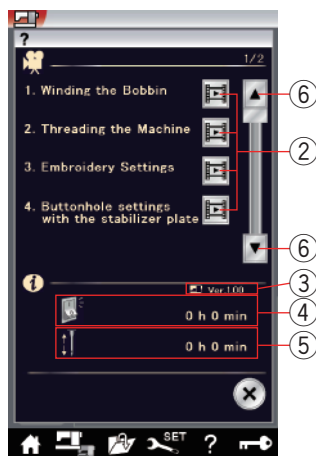 ?
1/2
1. Winding the Bobbin
2. Threading the Machine
3. Embroidery Settings
4. Buttonhole settings
with the stabilizer plate
⑥
②
⑥
i
Ver.1.00
③
0 h 0 min
④
0 h 0 min
⑤
SET
?